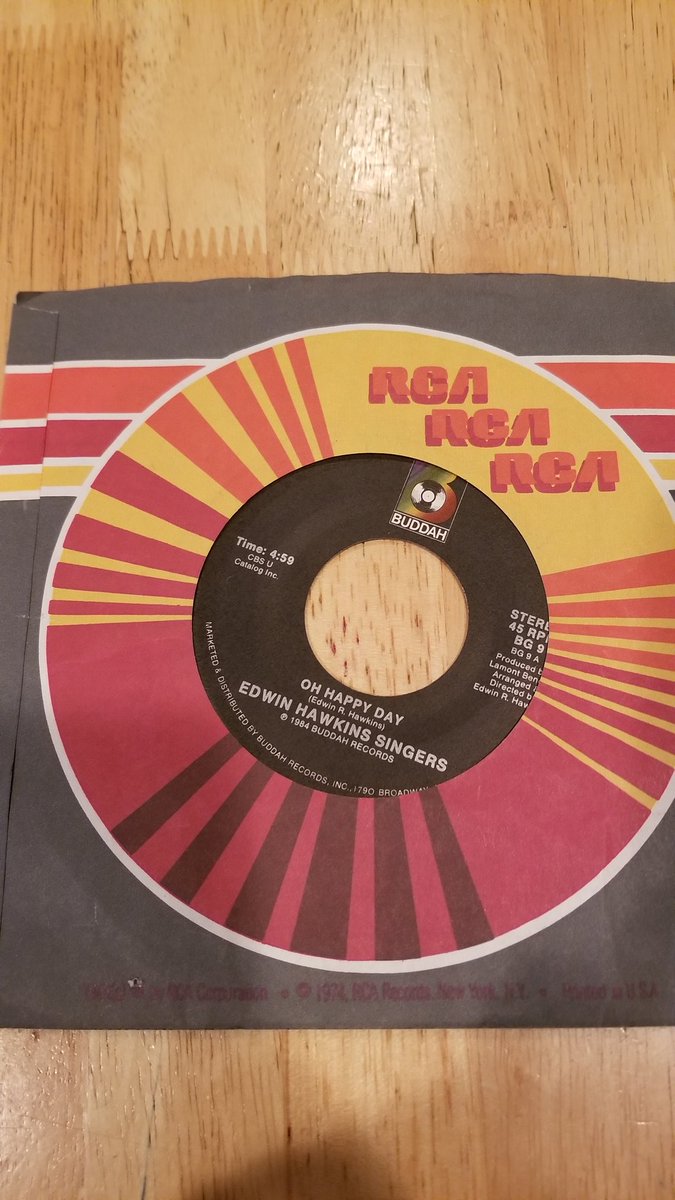 RCA
RCA
RCA
BUDDAH
Time: 4:59
CBS U
Catalog Inc.
STERE
45 RP
BG 9
BG 9 A
Produced b
Lamont Ben
Arranged
Directed b
Edwin R. Haw
OH HAPPY DAY
(Edwin R. Hawkins)
EDWIN HAWKINS SINGERS
℗ 1984 BUDDAH RECORDS
MARKETED & DISTRIBUTED BY BUDDAH RECORDS, INC., 1790 BROADWAY
by RCA Corporation • © 1974, RCA Records, New York, N.Y. • Printed in U.S.A.